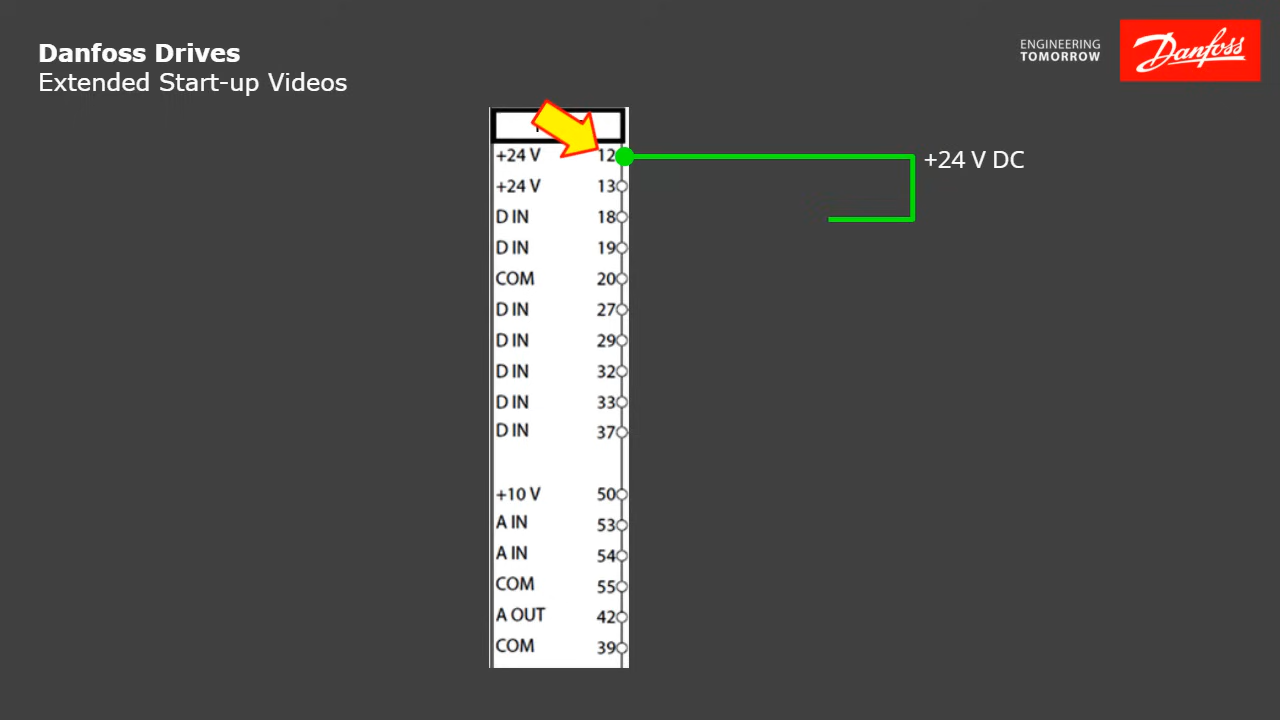 Danfoss Drives
Extended Start-up Videos
ENGINEERING
TOMORROW
Danfoss
+24 V 12
+24 V DC
+24 V 13
D IN 18
D IN 19
COM 20
D IN 27
D IN 29
D IN 32
D IN 33
D IN 37
+10 V 50
A IN 53
A IN 54
COM 55
A OUT 42
COM 39